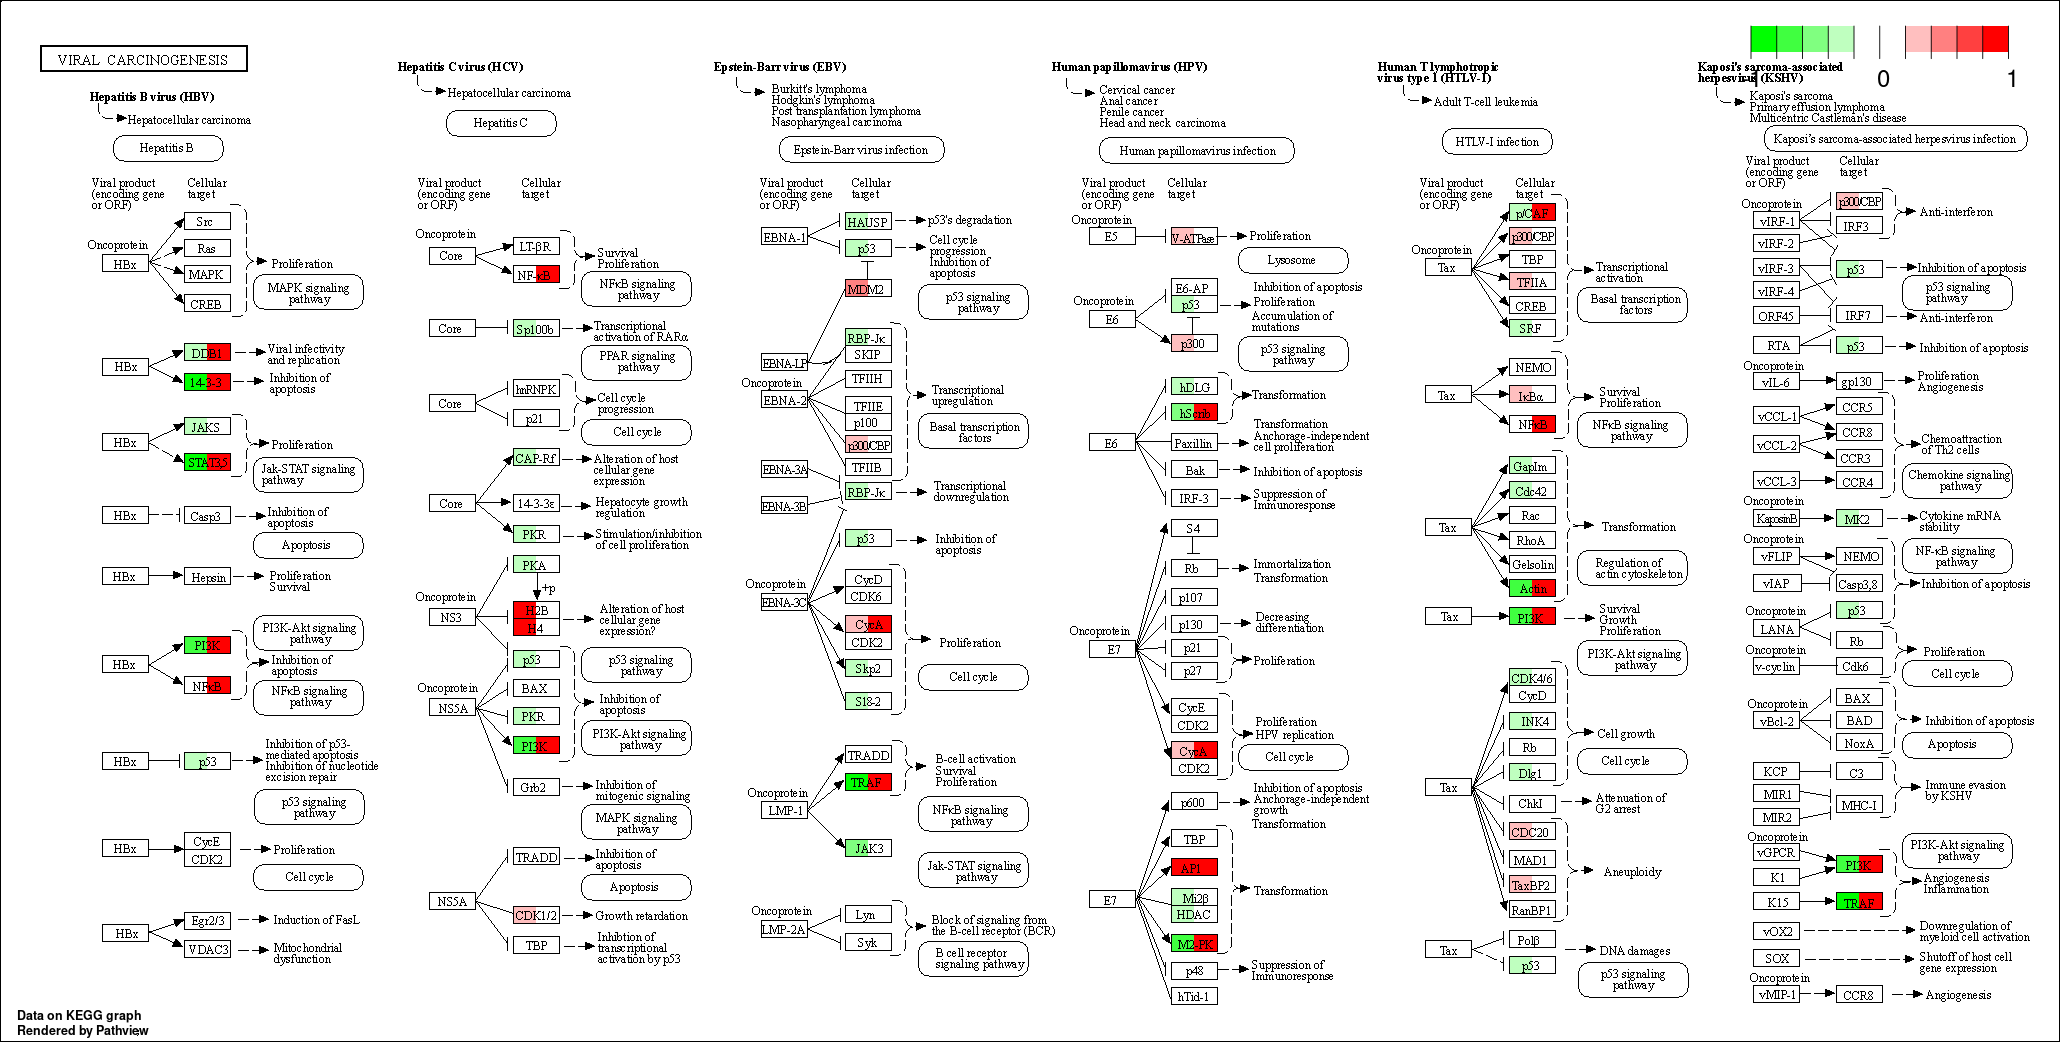 VIRAL CARCINOGENESIS
Hepatitis B virus (HBV)
Hepatocellular carcinoma
Hepatitis B
Viral product
(encoding gene
or ORF)
Cellular
target
Oncoprotein
HBx
Src
Ras
MAPK
CREB
Proliferation
MAPK signaling
pathway
HBx
DDB1
14-3-3
Viral infectivity
and replication
Inhibition of
apoptosis
HBx
JAKS
STAT3,5
Proliferation
Jak-STAT signaling
pathway
HBx
Casp3
Inhibition of
apoptosis
Apoptosis
HBx
Hepsin
Proliferation
Survival
HBx
PI3K
NFκB
PI3K-Akt signaling
pathway
Inhibition of
apoptosis
NFκB signaling
pathway
HBx
p53
Inhibition of p53-
mediated apoptosis
Inhibition of nucleotide
excision repair
p53 signaling
pathway
HBx
CycE
CDK2
Proliferation
Cell cycle
HBx
Egr2/3
VDAC3
Induction of FasL
Mitochondrial
dysfunction
Hepatitis C virus (HCV)
Hepatocellular carcinoma
Hepatitis C
Viral product
(encoding gene
or ORF)
Cellular
target
Oncoprotein
Core
LT-βR
NF-κB
Survival
Proliferation
NFκB signaling
pathway
Core
Sp100b
Transcriptional
activation of RARα
PPAR signaling
pathway
Core
hnRNPK
p21
Cell cycle
progression
Cell cycle
Core
CAP-Rf
14-3-3ε
PKR
Alteration of host
cellular gene
expression
Hepatocyte growth
regulation
Stimulation/inhibition
of cell proliferation
Oncoprotein
NS3
PKA
+p
H2B
H4
p53
Alteration of host
cellular gene
expression?
p53 signaling
pathway
Oncoprotein
NS5A
BAX
PKR
PI3K
Grb2
Inhibition of
apoptosis
PI3K-Akt signaling
pathway
Inhibition of
mitogenic signaling
MAPK signaling
pathway
NS5A
TRADD
CDK1/2
TBP
Inhibition of
apoptosis
Apoptosis
Growth retardation
Inhibtion of
transcriptional
activation by p53
Epstein-Barr virus (EBV)
Burkitt's lymphoma
Hodgkin's lymphoma
Post transplantation lymphoma
Nasopharyngeal carcinoma
Epstein-Barr virus infection
Viral product
(encoding gene
or ORF)
Cellular
target
EBNA-1
HAUSP
p53
MDM2
p53's degradation
Cell cycle
progression
Inhibition of
apoptosis
p53 signaling
pathway
EBNA-LP
Oncoprotein
EBNA-2
RBP-Jκ
SKIP
TFIIH
TFIIE
p100
p300/CBP
TFIIB
Transcriptional
upregulation
Basal transcription
factors
EBNA-3A
EBNA-3B
RBP-Jκ
Transcriptional
downregulation
Oncoprotein
EBNA-3C
p53
CycD
CDK6
CycA
CDK2
Skp2
S18-2
Inhibition of
apoptosis
Proliferation
Cell cycle
Oncoprotein
LMP-1
TRADD
TRAF
JAK3
B-cell activation
Survival
Proliferation
NFκB signaling
pathway
Jak-STAT signaling
pathway
Oncoprotein
LMP-2A
Lyn
Syk
Block of signaling from
the B-cell receptor (BCR)
B cell receptor
signaling pathway
Human papillomavirus (HPV)
Cervical cancer
Anal cancer
Penile cancer
Head and neck carcinoma
Human papillomavirus infection
Viral product
(encoding gene
or ORF)
Cellular
target
Oncoprotein
E5
V-ATPase
Proliferation
Lysosome
Oncoprotein
E6
E6-AP
p53
p300
Inhibition of apoptosis
Proliferation
Accumulation of
mutations
p53 signaling
pathway
E6
hDLG
hScrib
Paxillin
Bak
IRF-3
Transformation
Transformation
Anchorage-independent
cell proliferation
Inhibition of apoptosis
Suppression of
Immunoresponse
Oncoprotein
E7
S4
Rb
p107
p130
p21
p27
CycE
CDK2
CycA
CDK2
Immortalization
Transformation
Decreasing
differentiation
Proliferation
Proliferation
HPV replication
Cell cycle
E7
p600
TBP
AP1
Mi2β
HDAC
M2-PK
p48
hTid-1
Inhibition of apoptosis
Anchorage-independent
growth
Transformation
Transformation
Suppression of
Immunoresponse
Human T lymphotropic
virus type 1 (HTLV-I)
Adult T-cell leukemia
HTLV-I infection
Viral product
(encoding gene
or ORF)
Cellular
target
Oncoprotein
Tax
p/CAF
p300/CBP
TBP
TFIIA
CREB
SRF
Transcriptional
activation
Basal transcription
factors
Tax
NEMO
IκBα
NFκB
Survival
Proliferation
NFκB signaling
pathway
Tax
GapIm
Cdc42
Rac
RhoA
Gelsolin
Actin
Transformation
Regulation of
actin cytoskeleton
Tax
PI3K
Survival
Growth
Proliferation
PI3K-Akt signaling
pathway
Tax
CDK4/6
CycD
INK4
Rb
Dlg1
ChkI
CDC20
MAD1
TaxBP2
RanBP1
Cell growth
Cell cycle
Attenuation of
G2 arrest
Aneuploidy
Tax
Polβ
p53
DNA damages
p53 signaling
pathway
-1 0 1
Kaposi's sarcoma-associated
herpesvirus (KSHV)
Kaposi's sarcoma
Primary effusion lymphoma
Multicentric Castleman's disease
Kaposi's sarcoma-associated herpesvirus infection
Viral product
(encoding gene
or ORF)
Cellular
target
Oncoprotein
vIRF-1
vIRF-2
vIRF-3
vIRF-4
ORF45
RTA
p300/CBP
IRF3
p53
IRF7
p53
Anti-interferon
Inhibition of apoptosis
p53 signaling
pathway
Anti-interferon
Inhibition of apoptosis
Oncoprotein
vIL-6
gp130
Proliferation
Angiogenesis
vCCL-1
vCCL-2
vCCL-3
CCR5
CCR8
CCR3
CCR4
Chemoattraction
of Th2 cells
Chemokine signaling
pathway
Oncoprotein
KaposinB
MK2
Cytokine mRNA
stability
Oncoprotein
vFLIP
vIAP
NEMO
Casp3,8
NF-κB signaling
pathway
Inhibition of apoptosis
Oncoprotein
LANA
p53
Rb
Oncoprotein
v-cyclin
Cdk6
Proliferation
Cell cycle
Oncoprotein
vBcl-2
BAX
BAD
NoxA
Inhibition of apoptosis
Apoptosis
KCP
MIR1
MIR2
C3
MHC-I
Immune evasion
by KSHV
Oncoprotein
vGPCR
K1
K15
PI3K
TRAF
PI3K-Akt signaling
pathway
Angiogenesis
Inflammation
vOX2
Downregulation of
myeloid cell activation
SOX
Shutoff of host cell
gene expression
Oncoprotein
vMIP-1
CCR8
Angiogenesis
Data on KEGG graph
Rendered by Pathview